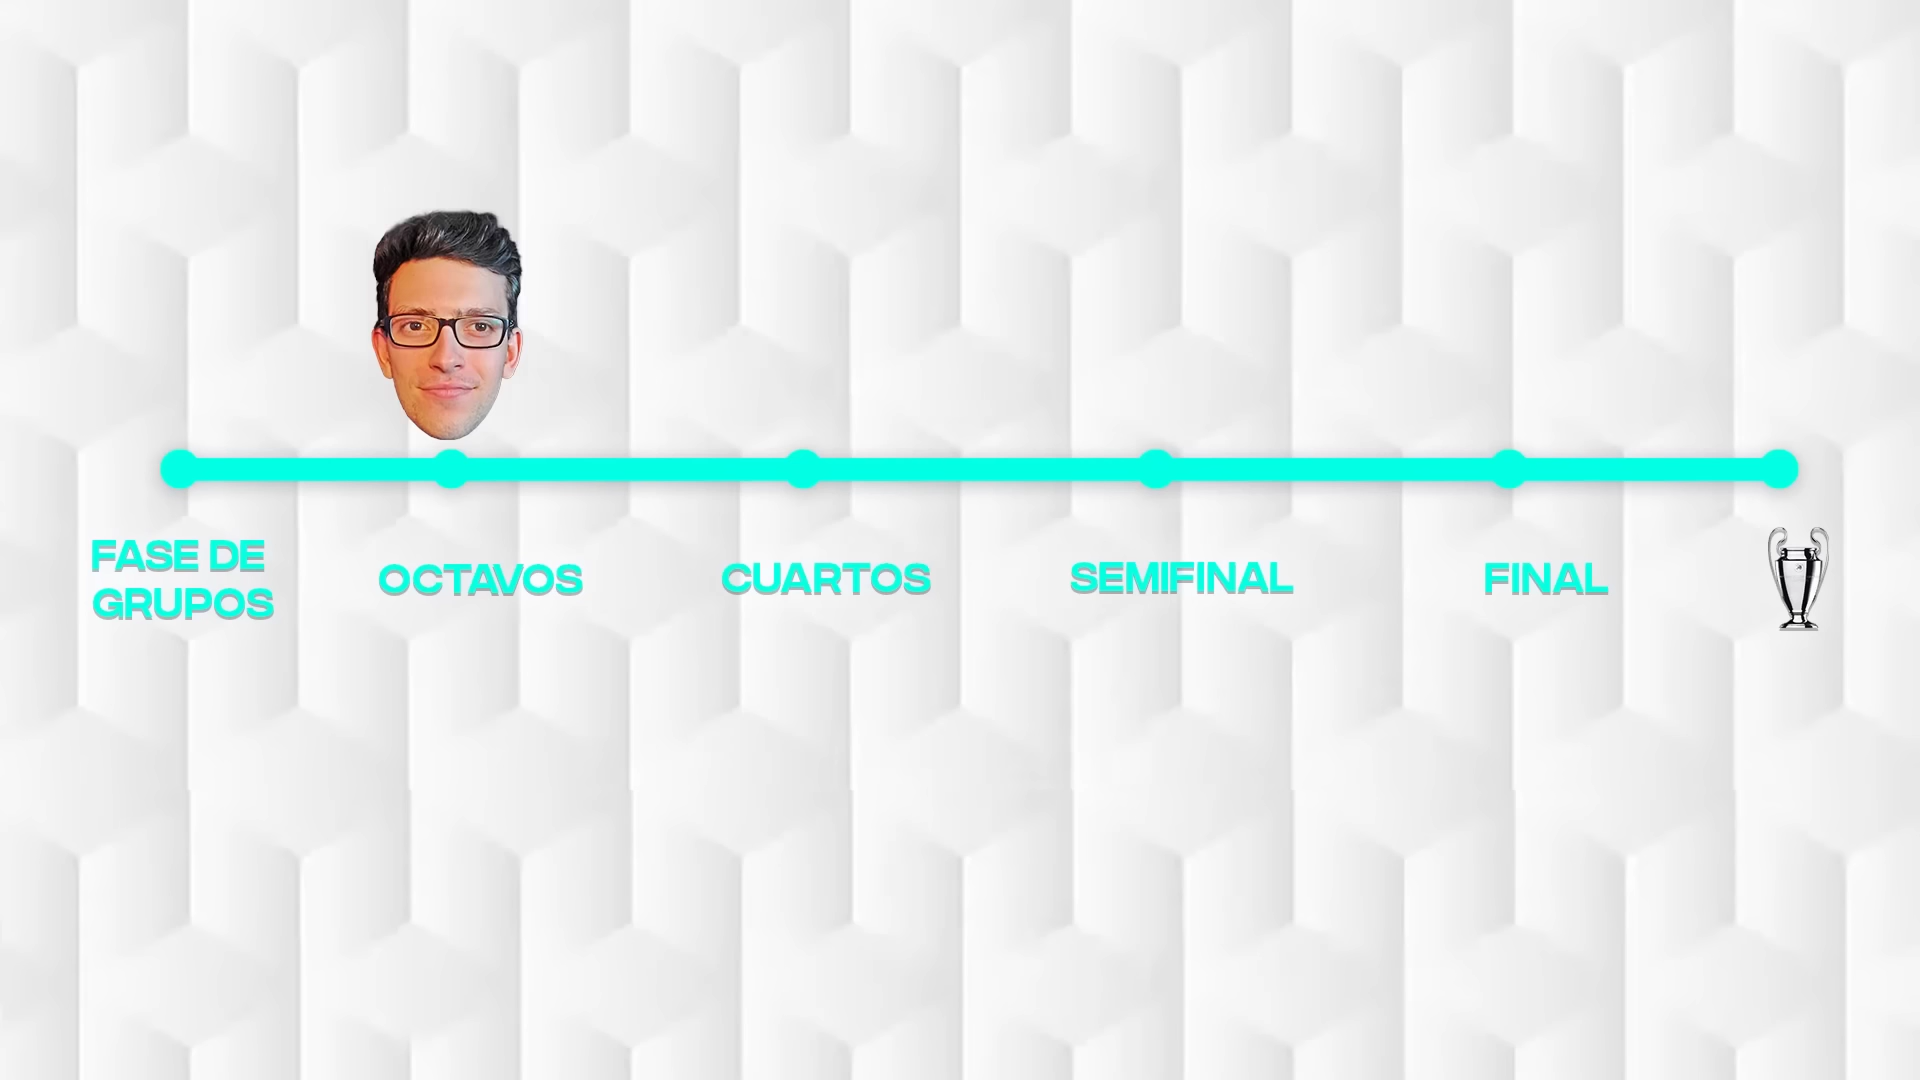 FASE DE
GRUPOS
OCTAVOS
CUARTOS
SEMIFINAL
FINAL